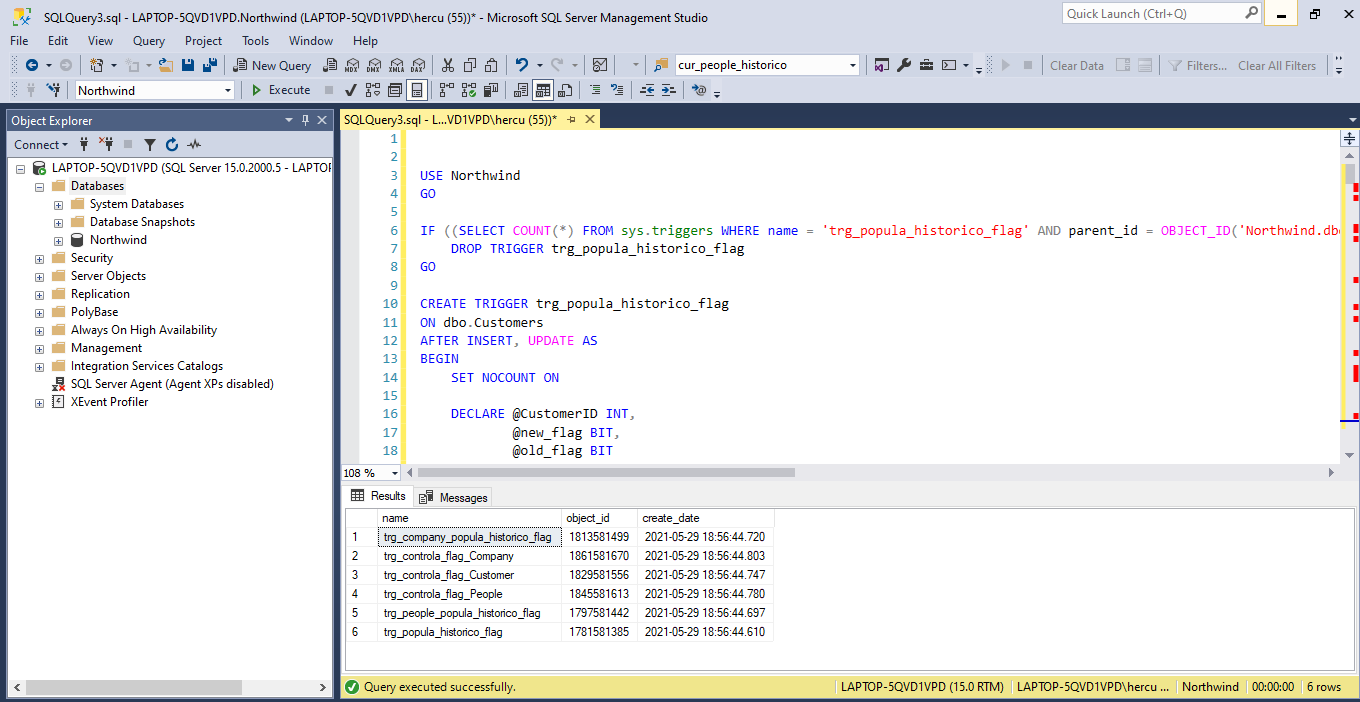 SQLQuery3.sql - LAPTOP-5QVD1VPD.Northwind (LAPTOP-5QVD1VPD\hercu (55))* - Microsoft SQL Server Management Studio
Quick Launch (Ctrl+Q)
File Edit View Query Project Tools Window Help
New Query
MDX DMX XMLA DAX
cur_people_historico
Clear Data
Filters...
Clear All Filters
Northwind
Execute
Object Explorer
Connect
LAPTOP-5QVD1VPD (SQL Server 15.0.2000.5 - LAPTOP
Databases
System Databases
Database Snapshots
Northwind
Security
Server Objects
Replication
PolyBase
Always On High Availability
Management
Integration Services Catalogs
SQL Server Agent (Agent XPs disabled)
XEvent Profiler
SQLQuery3.sql - L...VD1VPD\hercu (55))*
1
2
3 USE Northwind
4 GO
5
6 IF ((SELECT COUNT(*) FROM sys.triggers WHERE name = 'trg_popula_historico_flag' AND parent_id = OBJECT_ID('Northwind.dbo
7 DROP TRIGGER trg_popula_historico_flag
8 GO
9
10 CREATE TRIGGER trg_popula_historico_flag
11 ON dbo.Customers
12 AFTER INSERT, UPDATE AS
13 BEGIN
14 SET NOCOUNT ON
15
16 DECLARE @CustomerID INT,
17 @new_flag BIT,
18 @old_flag BIT
108 %
Results Messages
name object_id create_date
1 trg_company_popula_historico_flag 1813581499 2021-05-29 18:56:44.720
2 trg_controla_flag_Company 1861581670 2021-05-29 18:56:44.803
3 trg_controla_flag_Customer 1829581556 2021-05-29 18:56:44.747
4 trg_controla_flag_People 1845581613 2021-05-29 18:56:44.780
5 trg_people_popula_historico_flag 1797581442 2021-05-29 18:56:44.697
6 trg_popula_historico_flag 1781581385 2021-05-29 18:56:44.610
Query executed successfully.
LAPTOP-5QVD1VPD (15.0 RTM)
LAPTOP-5QVD1VPD\hercu ...
Northwind
00:00:00
6 rows